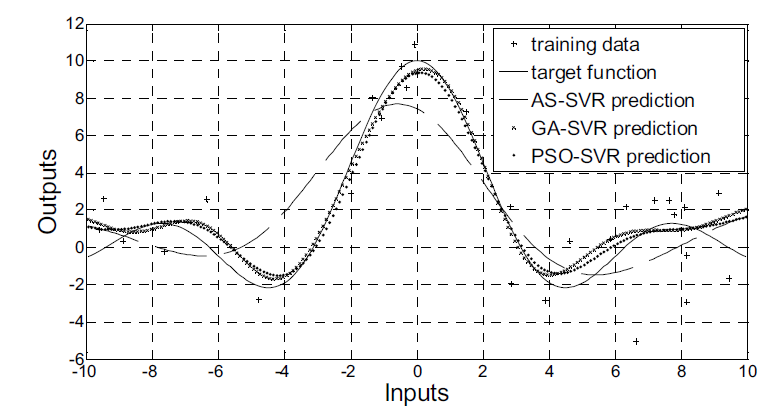 12
10
8
6
4
2
0
-2
-4
-6
Outputs
training data
target function
AS-SVR prediction
GA-SVR prediction
PSO-SVR prediction
-10 -8 -6 -4 -2 0 2 4 6 8 10
Inputs